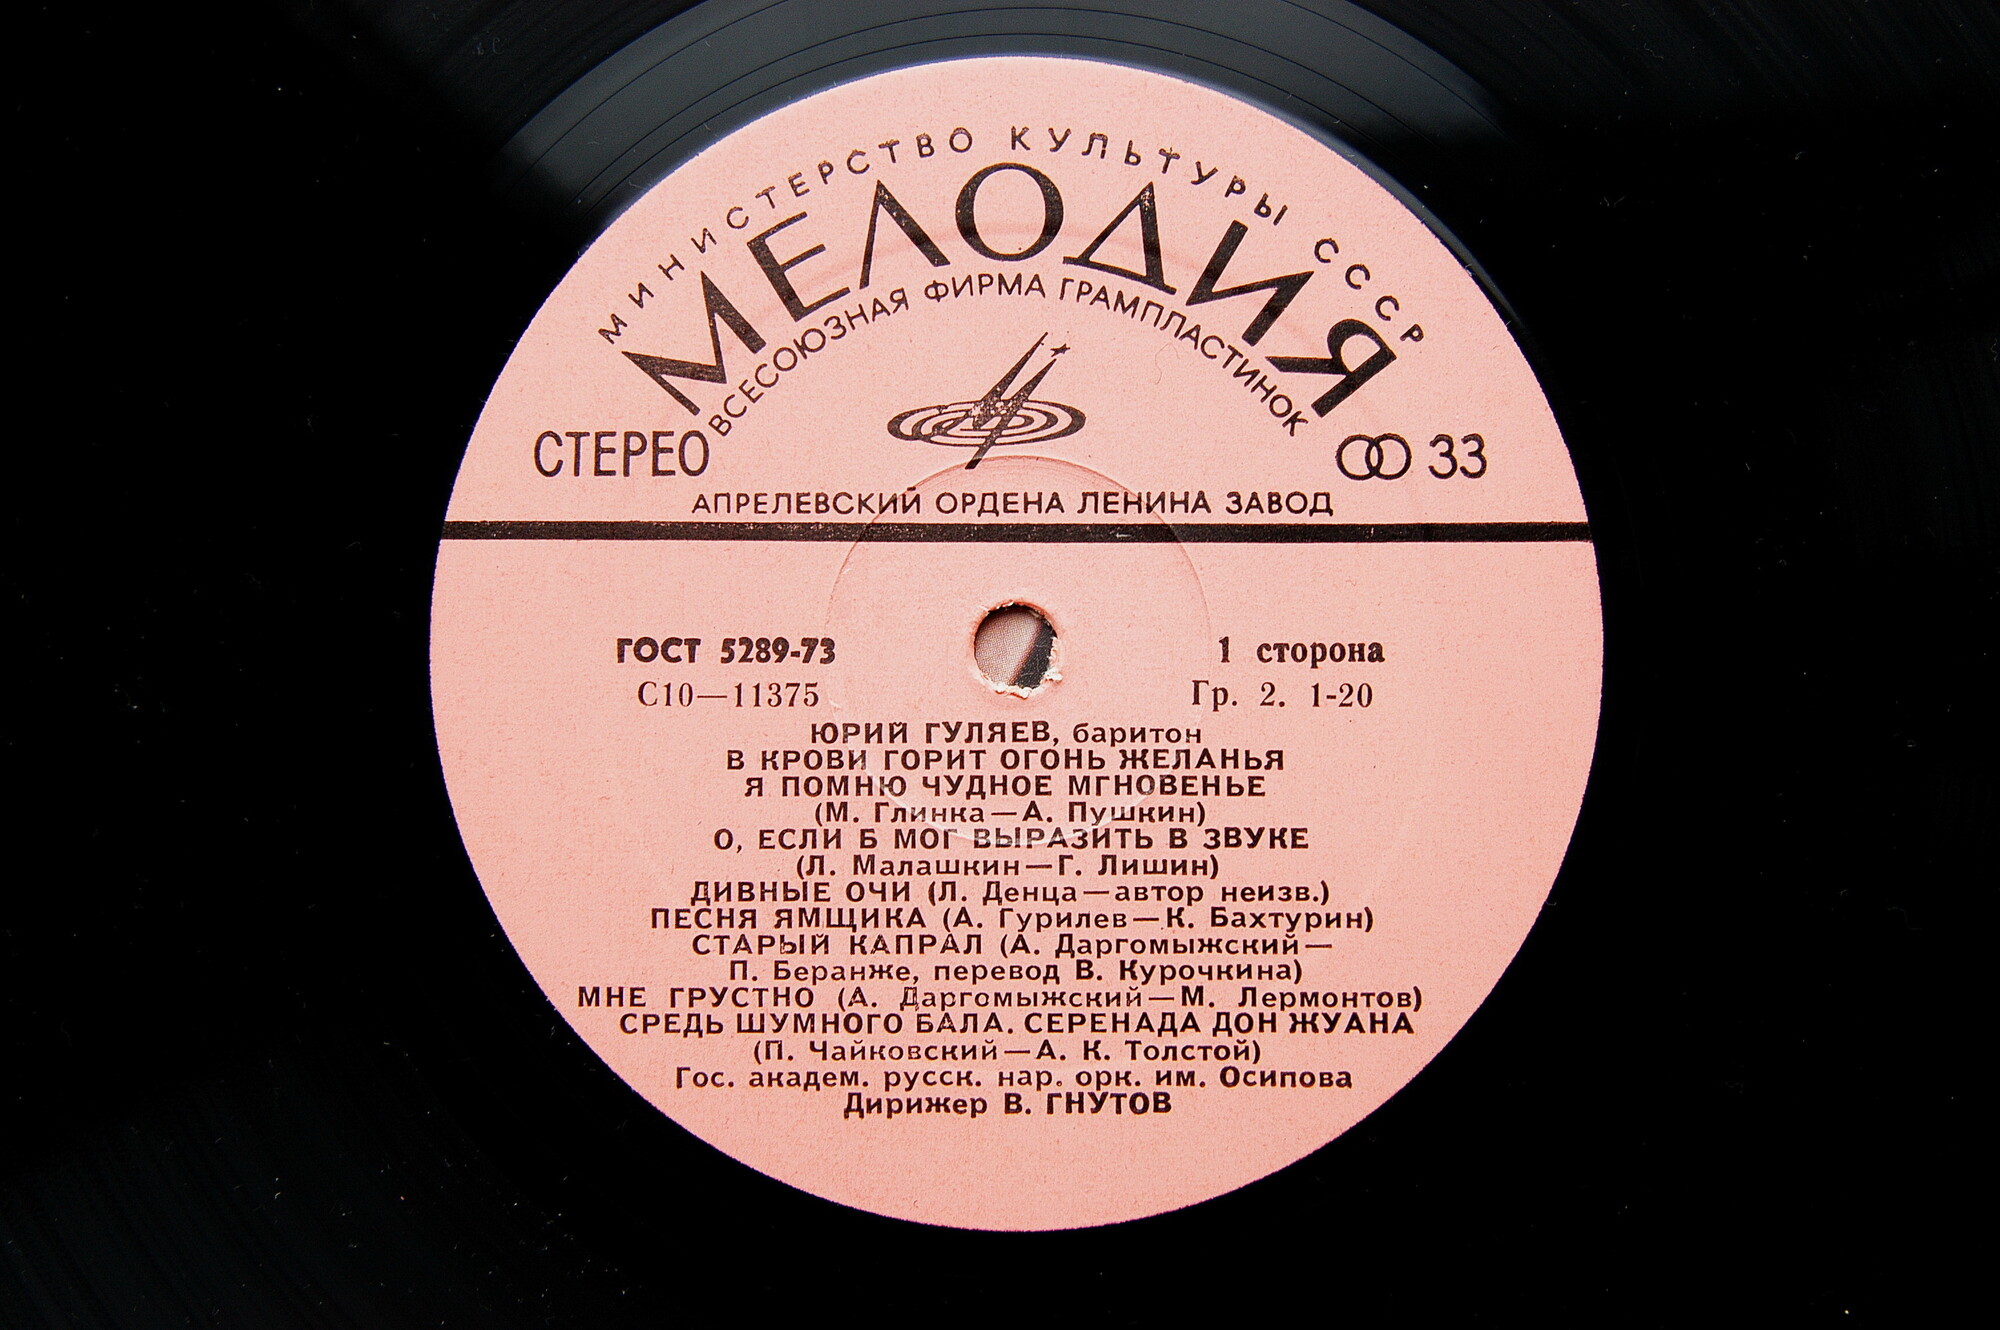 МИНИСТЕРСТВО КУЛЬТУРЫ СССР
МЕЛОДИЯ
ВСЕСОЮЗНАЯ ФИРМА ГРАМПЛАСТИНОК
СТЕРЕО
33
АПРЕЛЕВСКИЙ ОРДЕНА ЛЕНИНА ЗАВОД
ГОСТ 5289-73
1 сторона
С10—11375
Гр. 2. 1-20
ЮРИЙ ГУЛЯЕВ, баритон
В КРОВИ ГОРИТ ОГОНЬ ЖЕЛАНЬЯ
Я ПОМНЮ ЧУДНОЕ МГНОВЕНЬЕ
(М. Глинка—А. Пушкин)
О, ЕСЛИ Б МОГ ВЫРАЗИТЬ В ЗВУКЕ
(Л. Малашкин—Г. Лишин)
ДИВНЫЕ ОЧИ (Л. Денца—автор неизв.)
ПЕСНЯ ЯМЩИКА (А. Гурилев—К. Бахтурин)
СТАРЫЙ КАПРАЛ (А. Даргомыжский—
П. Беранже, перевод В. Курочкина)
МНЕ ГРУСТНО (А. Даргомыжский—М. Лермонтов)
СРЕДЬ ШУМНОГО БАЛА. СЕРЕНАДА ДОН ЖУАНА
(П. Чайковский—А. К. Толстой)
Гос. академ. русск. нар. орк. им. Осипова
Дирижер В. ГНУТОВ